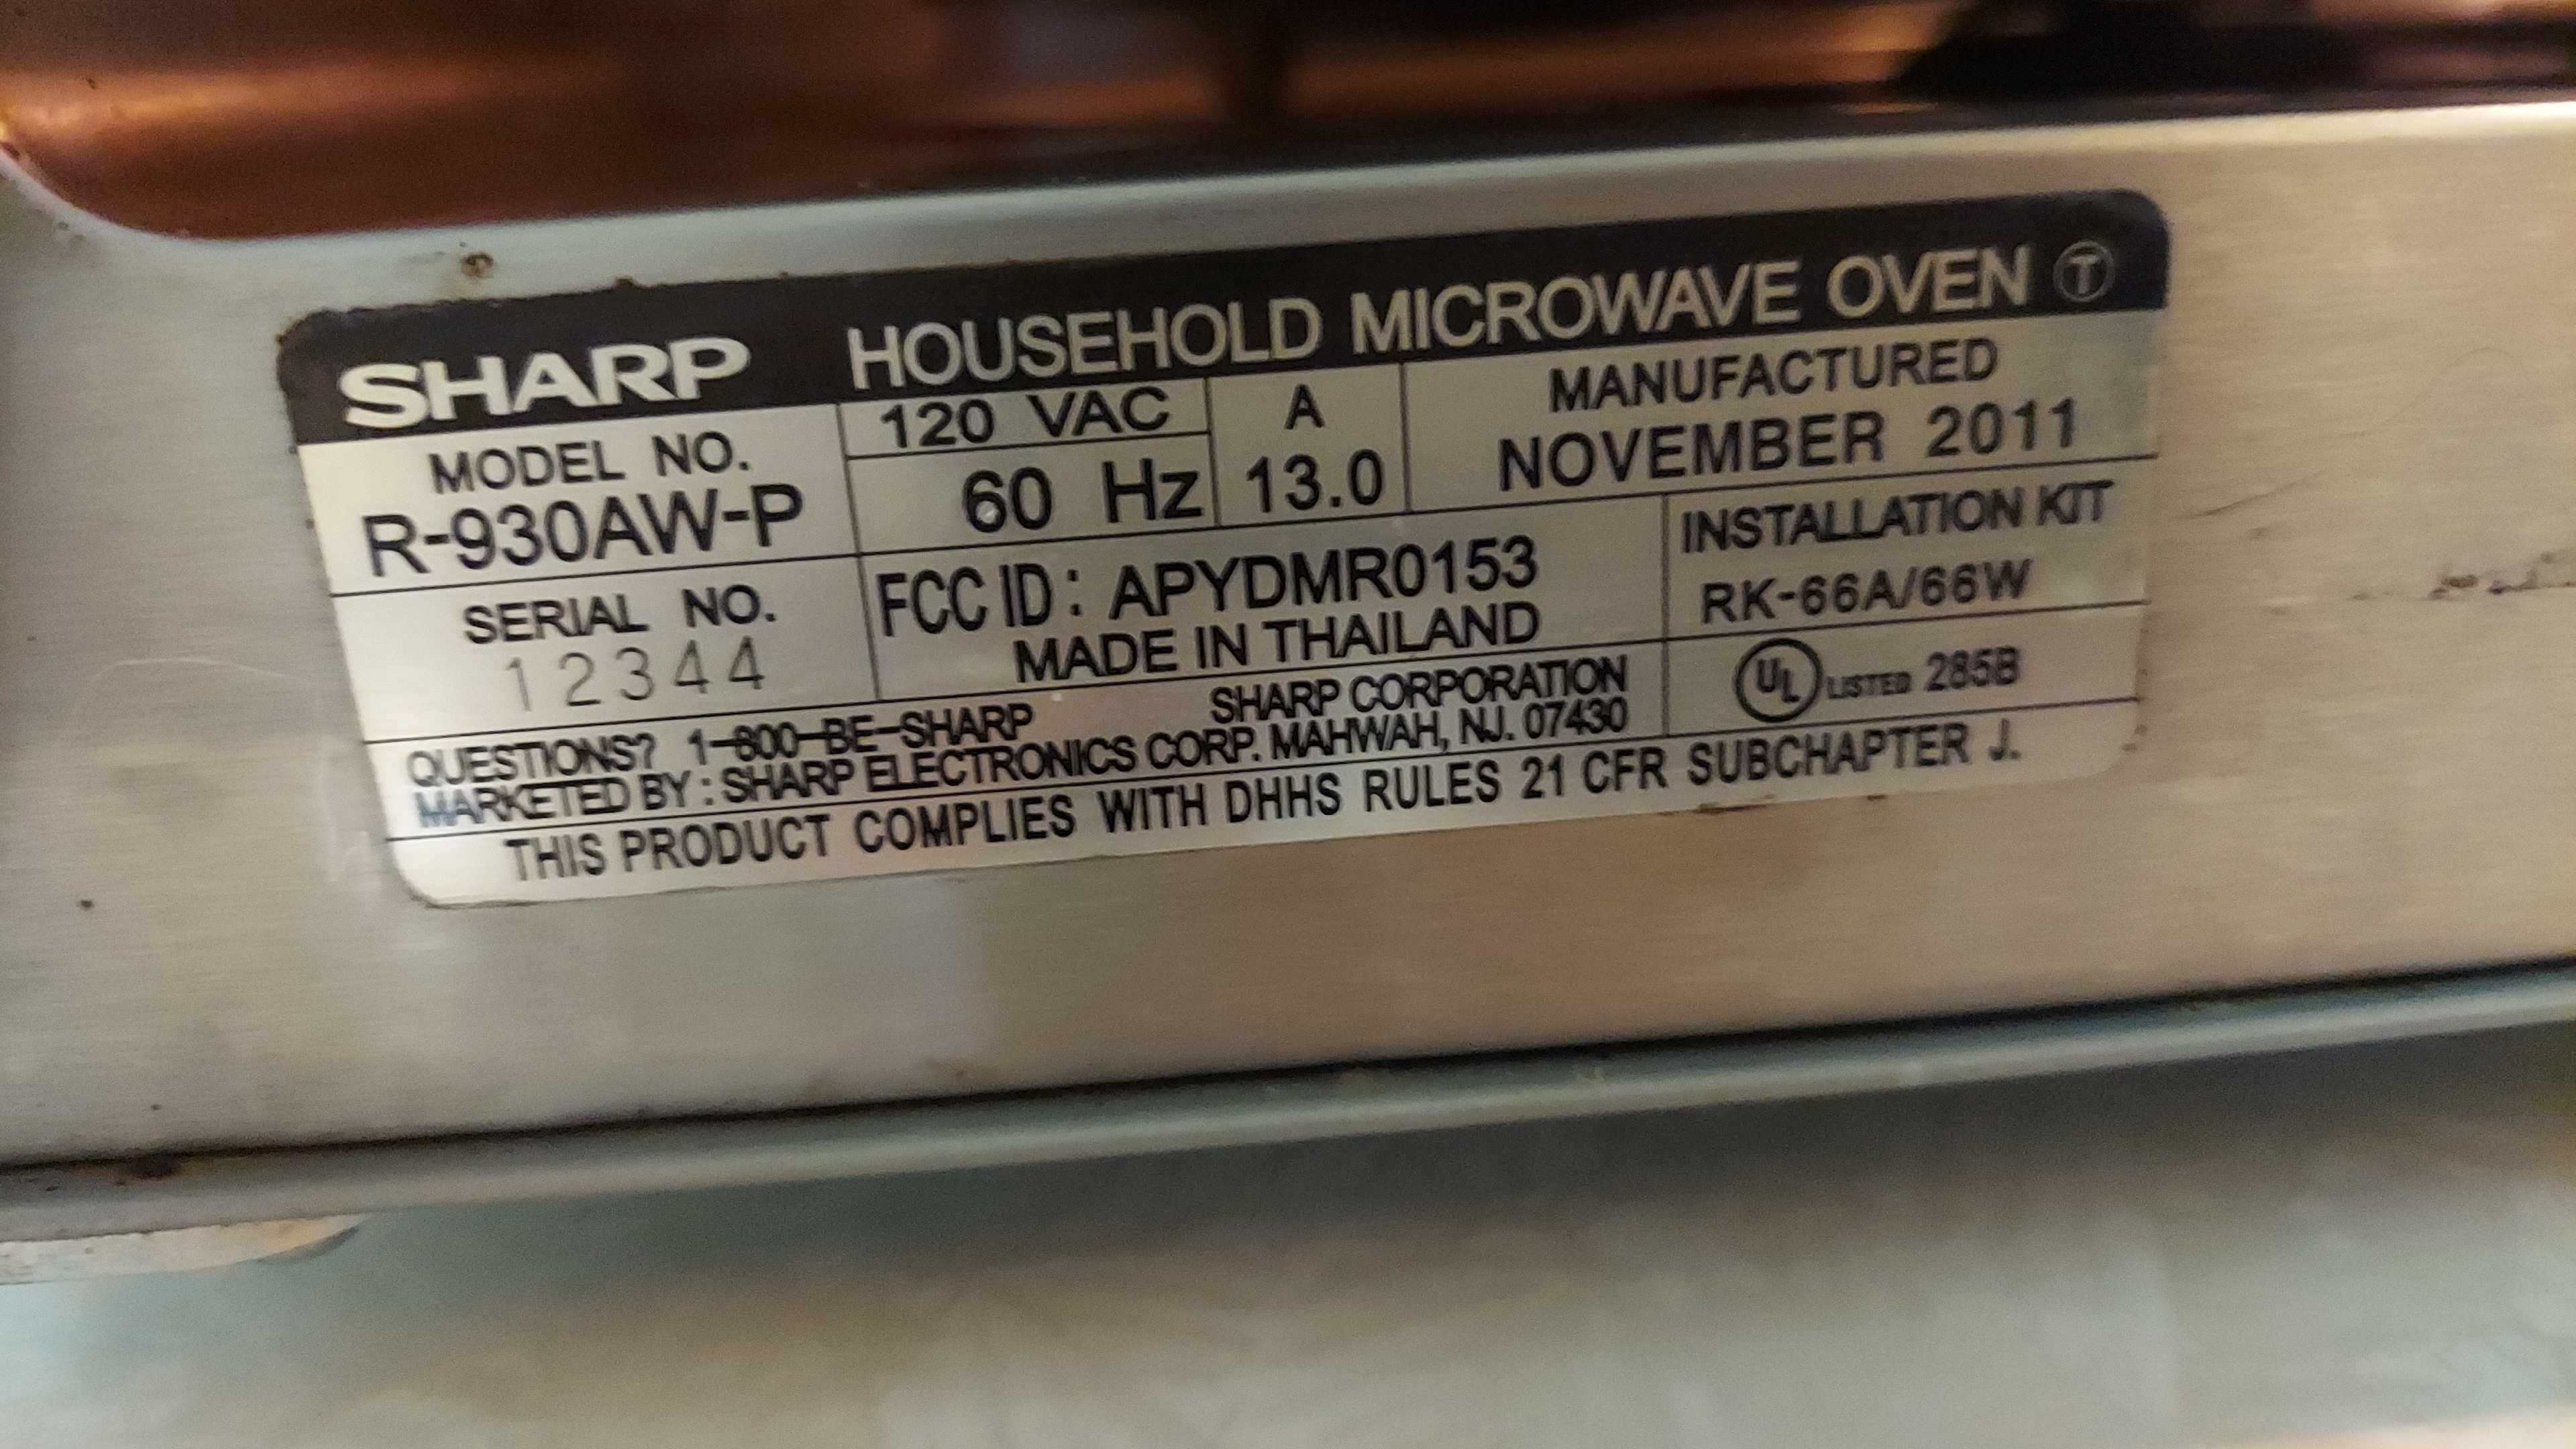 SHARP HOUSEHOLD MICROWAVE OVEN T
MODEL NO.
R-930AW-P
120 VAC
60 Hz
A
13.0
MANUFACTURED
NOVEMBER 2011
SERIAL NO.
12344
FCC ID: APYDMR0153
MADE IN THAILAND
INSTALLATION KIT
RK-66A/66W
QUESTIONS? 1-800-BE-SHARP SHARP CORPORATION
MARKETED BY: SHARP ELECTRONICS CORP. MAHWAH, NJ. 07430
UL LISTED 285B
THIS PRODUCT COMPLIES WITH DHHS RULES 21 CFR SUBCHAPTER J.